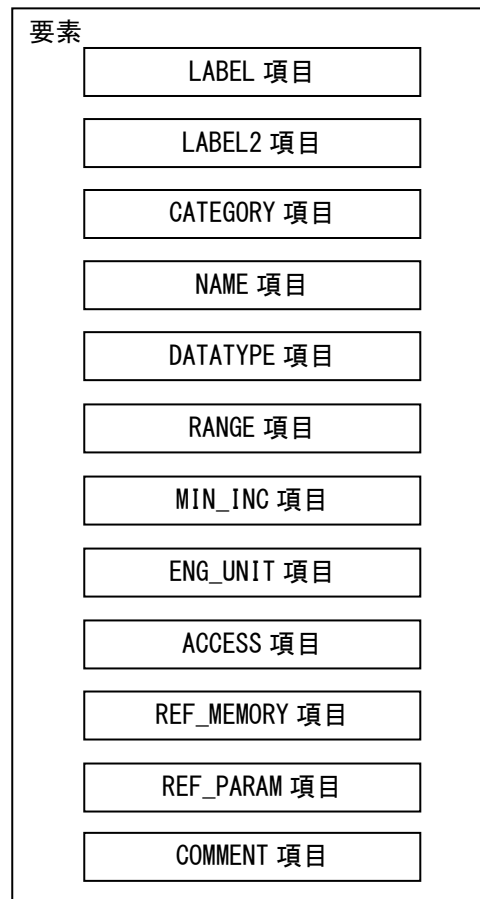 要素
LABEL 項目
LABEL2 項目
CATEGORY 項目
NAME 項目
DATATYPE 項目
RANGE 項目
MIN_INC 項目
ENG_UNIT 項目
ACCESS 項目
REF_MEMORY 項目
REF_PARAM 項目
COMMENT 項目